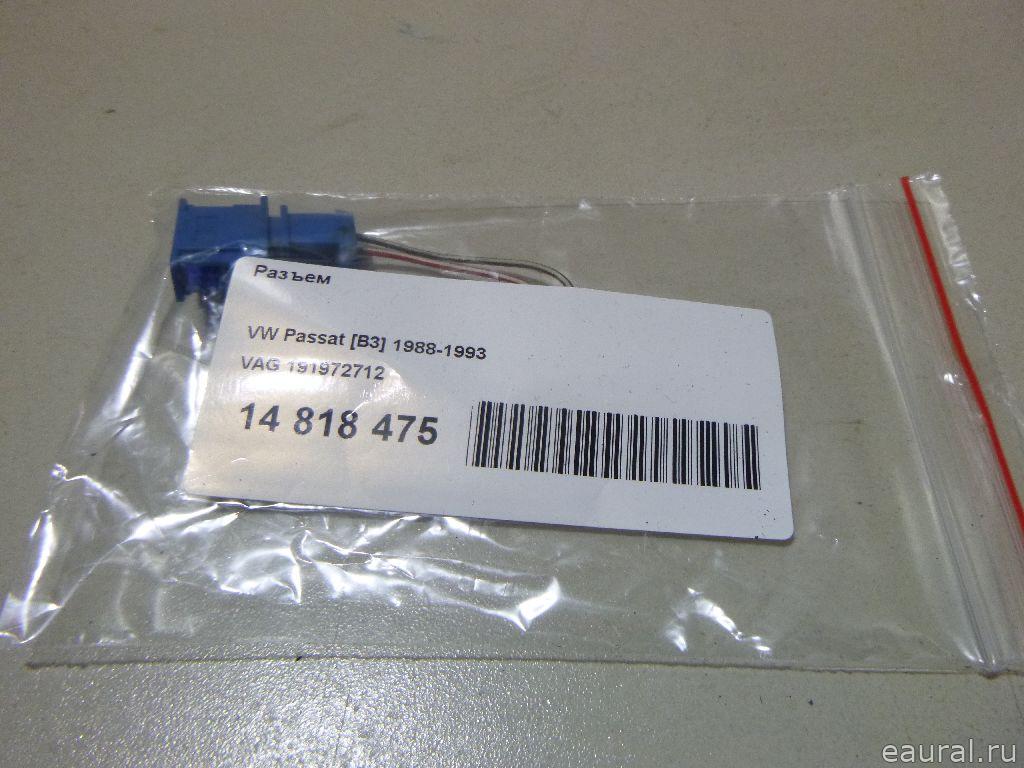 Разъем
VW Passat [B3] 1988-1993
VAG 191972712
14 818 475
eaural.ru